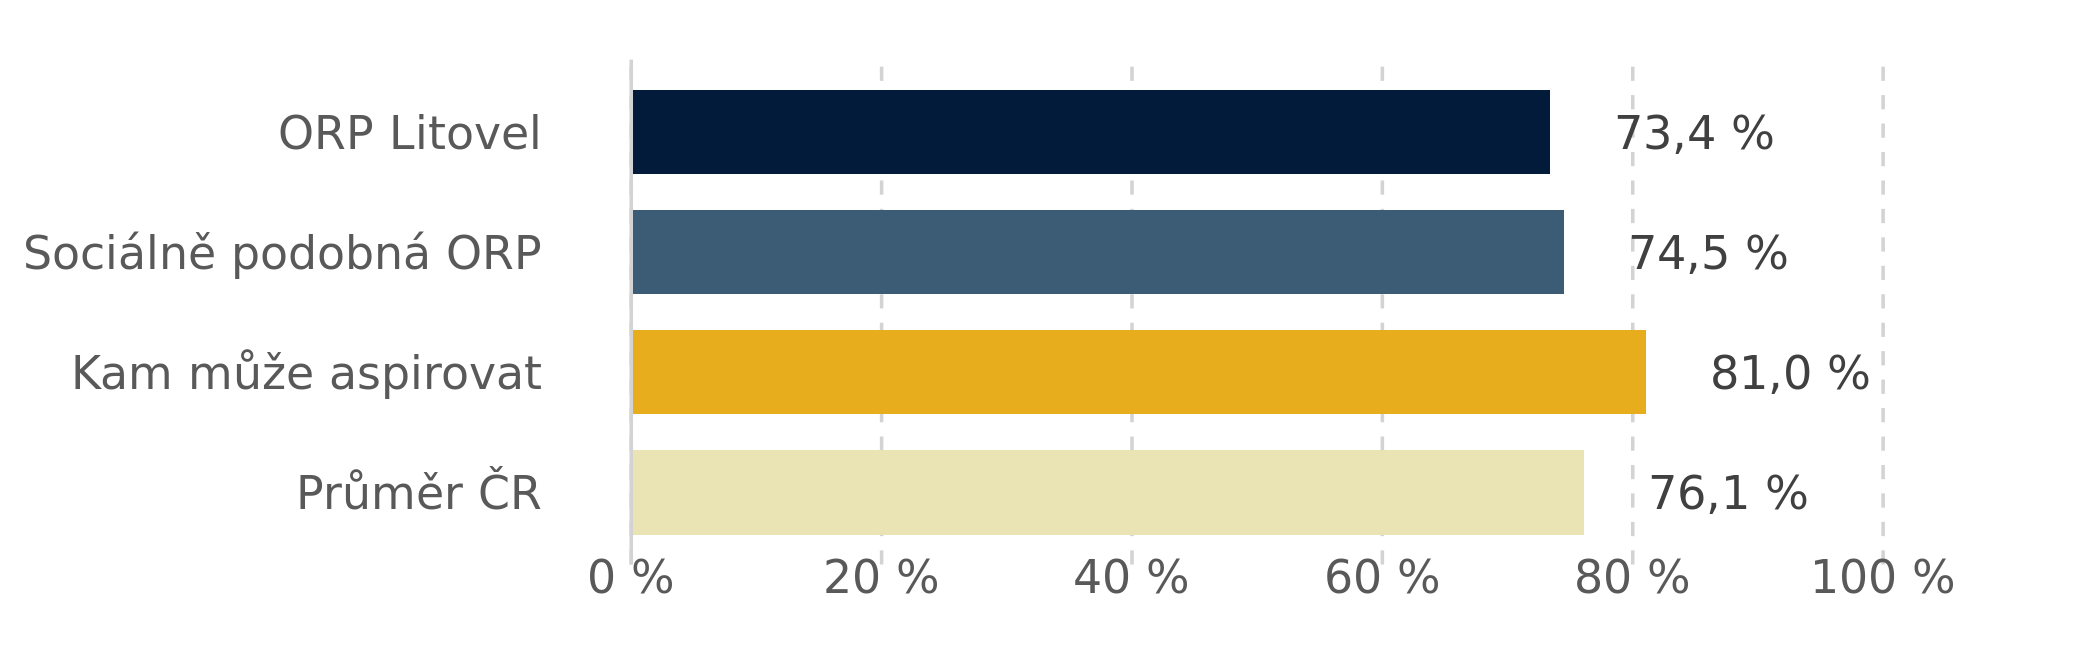 ORP Litovel 73,4 %
Sociálně podobná ORP 74,5 %
Kam může aspirovat 81,0 %
Průměr ČR 76,1 %
0 % 20 % 40 % 60 % 80 % 100 %